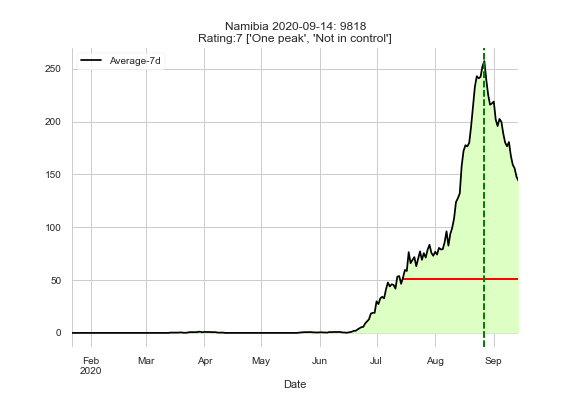 Namibia 2020-09-14: 9818
Rating:7 ['One peak', 'Not in control']
Average-7d
250
200
150
100
50
0
Feb Mar Apr May Jun Jul Aug Sep
2020
Date